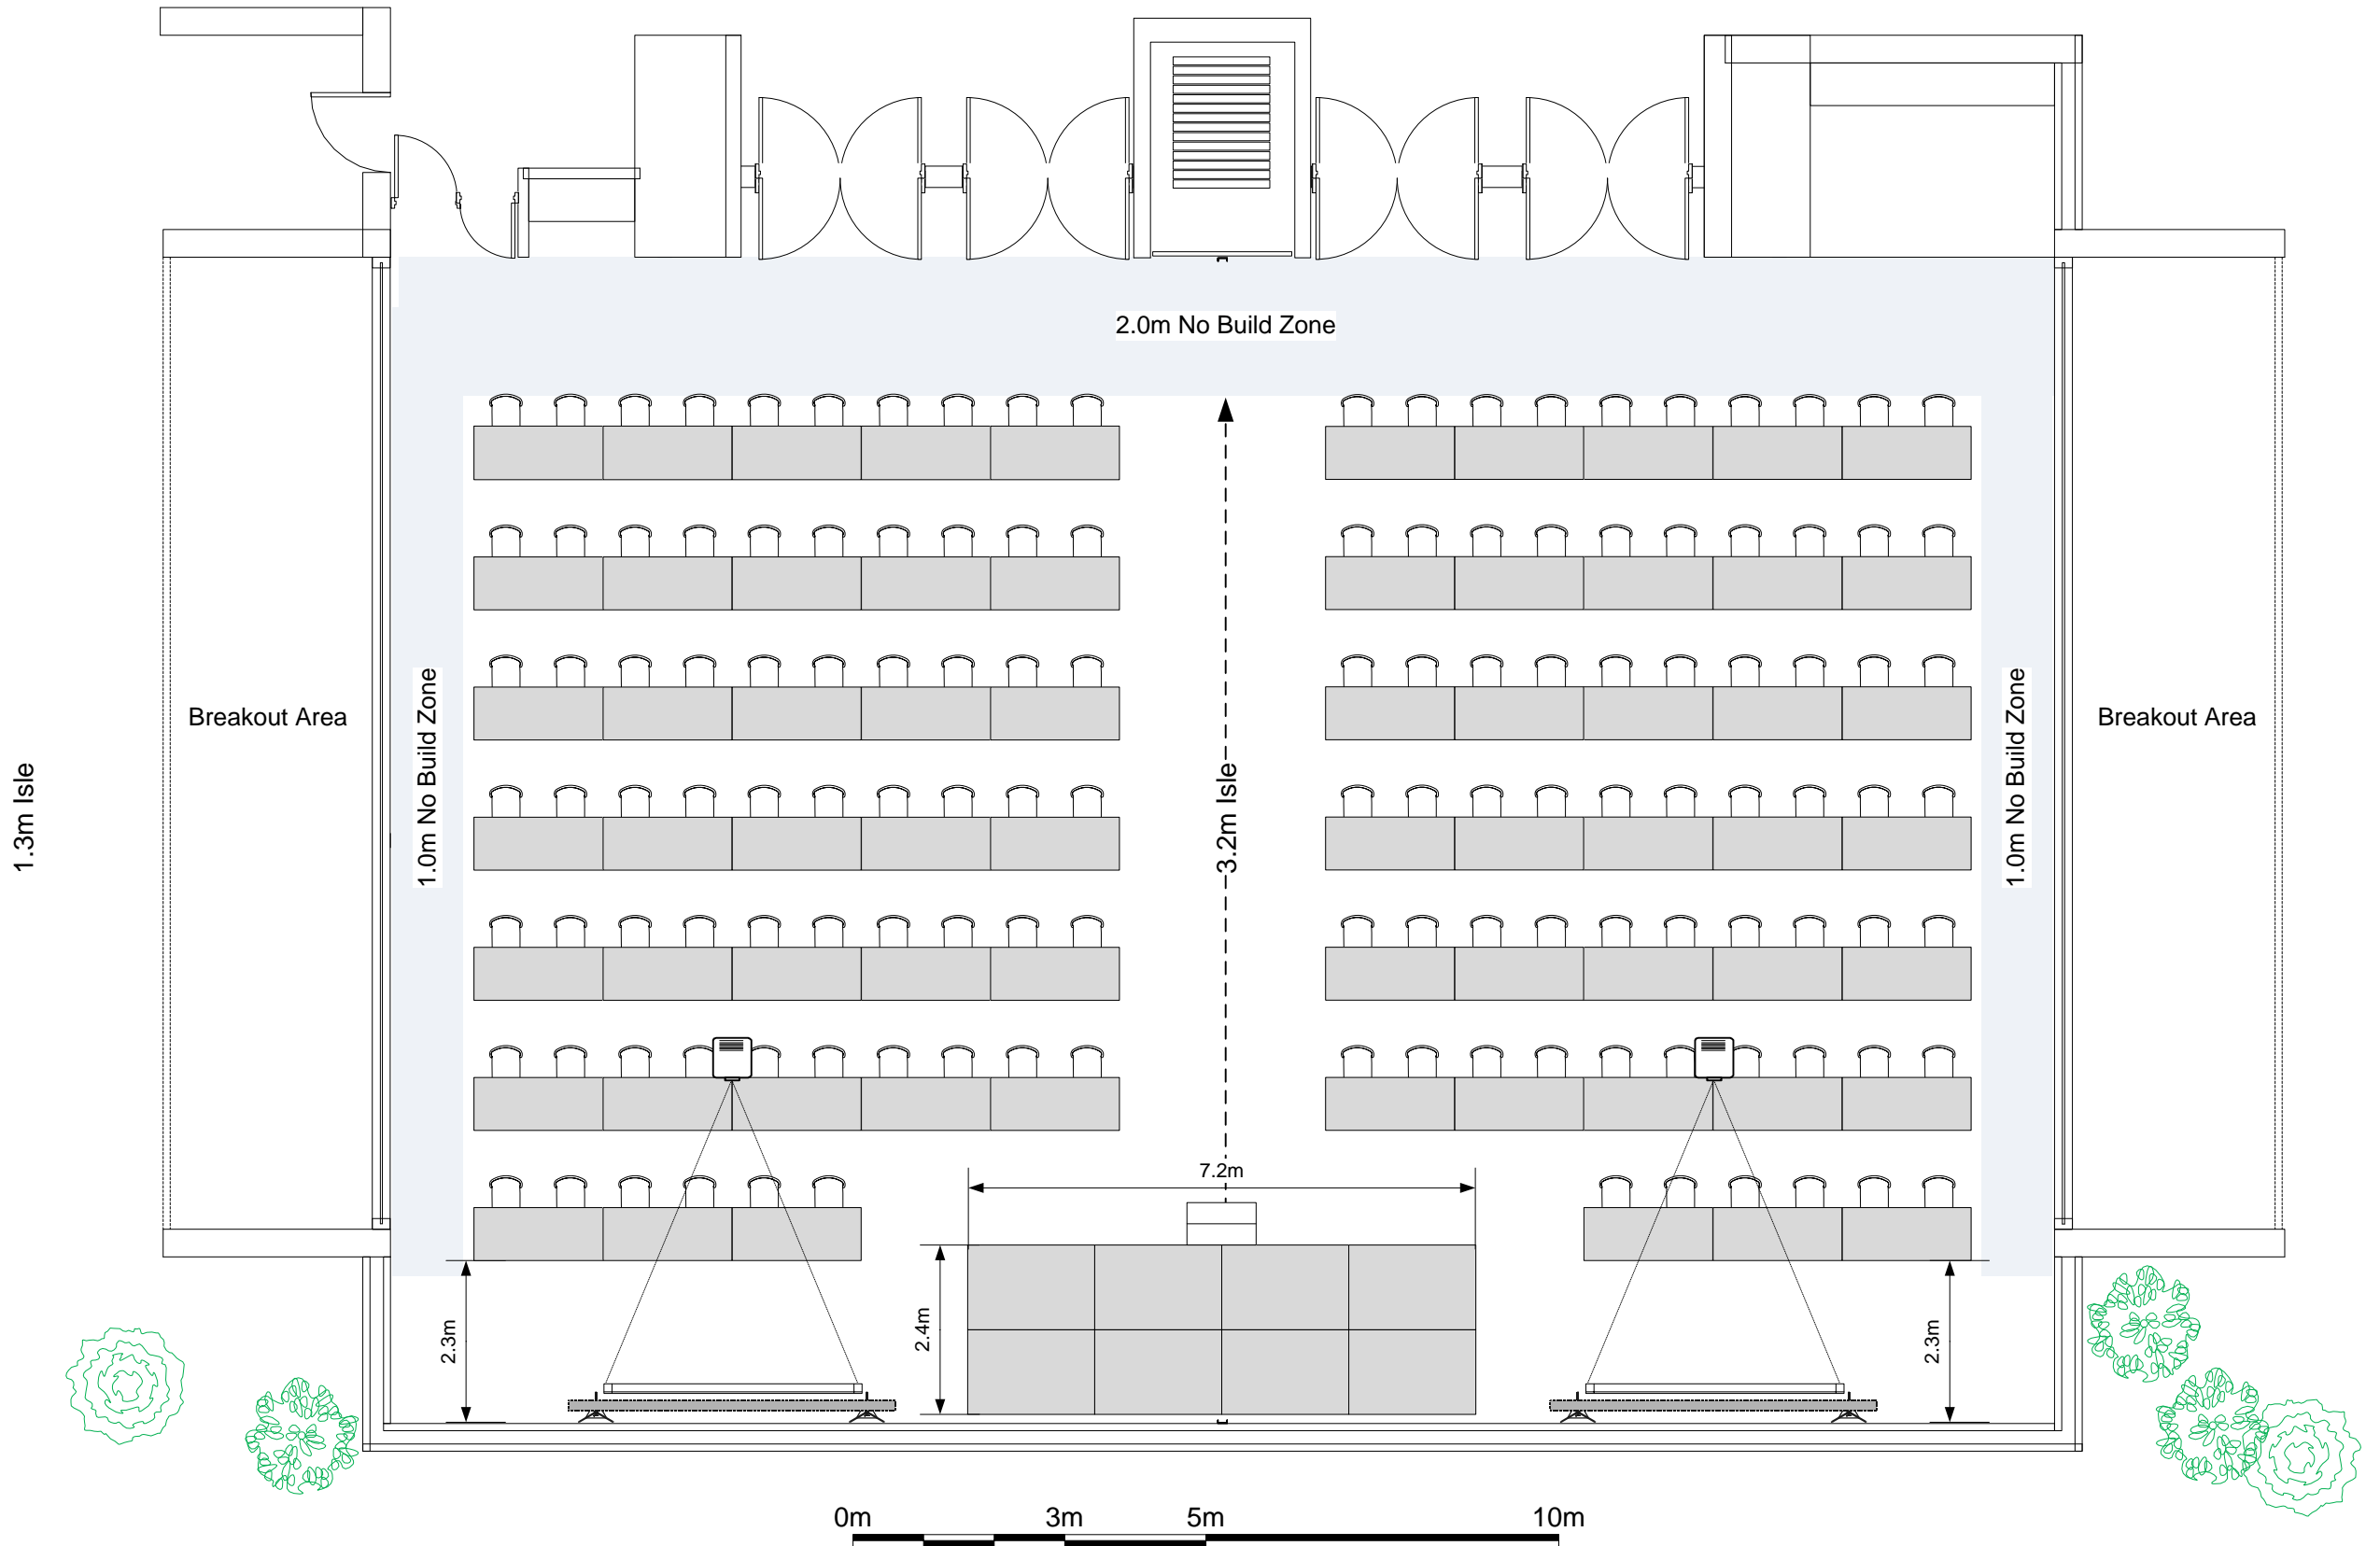 2.0m No Build Zone
Breakout Area
1.0m No Build Zone
3.2m Isle
1.0m No Build Zone
Breakout Area
1.3m Isle
7.2m
2.3m
2.4m
2.3m
0m 3m 5m 10m